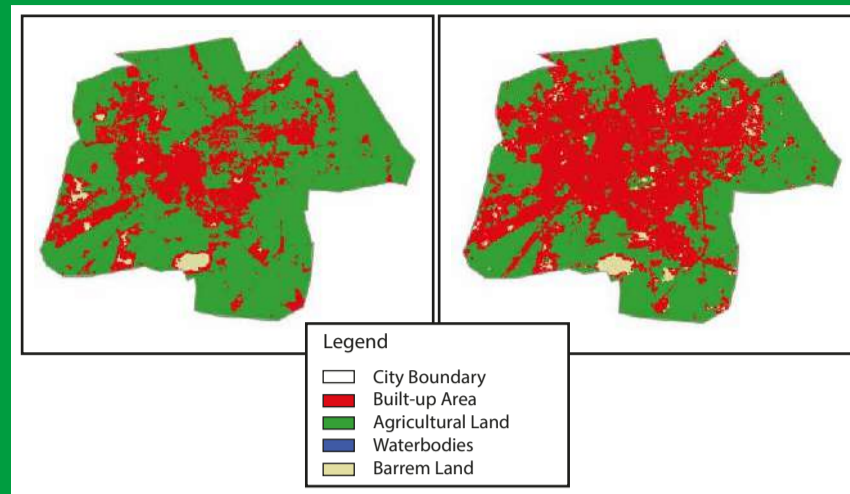 Legend
City Boundary
Built-up Area
Agricultural Land
Waterbodies
Barrem Land